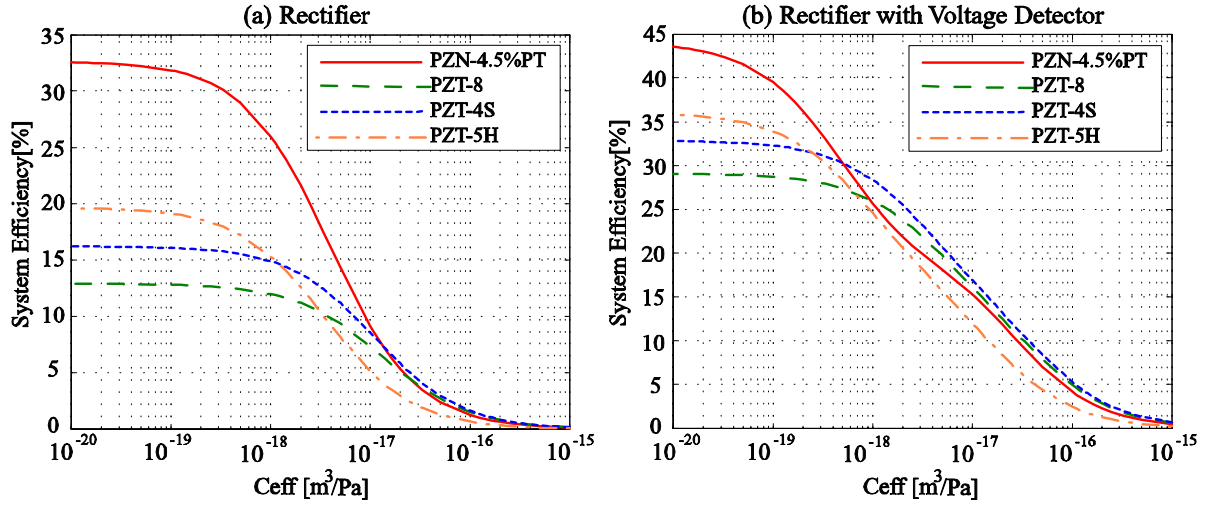 (a) Rectifier
System Efficiency[%]
35
30
25
20
15
10
5
0
PZN-4.5%PT
PZT-8
PZT-4S
PZT-5H
10^-20
10^-19
10^-18
10^-17
10^-16
10^-15
Ceff [m^3/Pa]
(b) Rectifier with Voltage Detector
System Efficiency[%]
45
40
35
30
25
20
15
10
5
0
PZN-4.5%PT
PZT-8
PZT-4S
PZT-5H
10^-20
10^-19
10^-18
10^-17
10^-16
10^-15
Ceff [m^3/Pa]